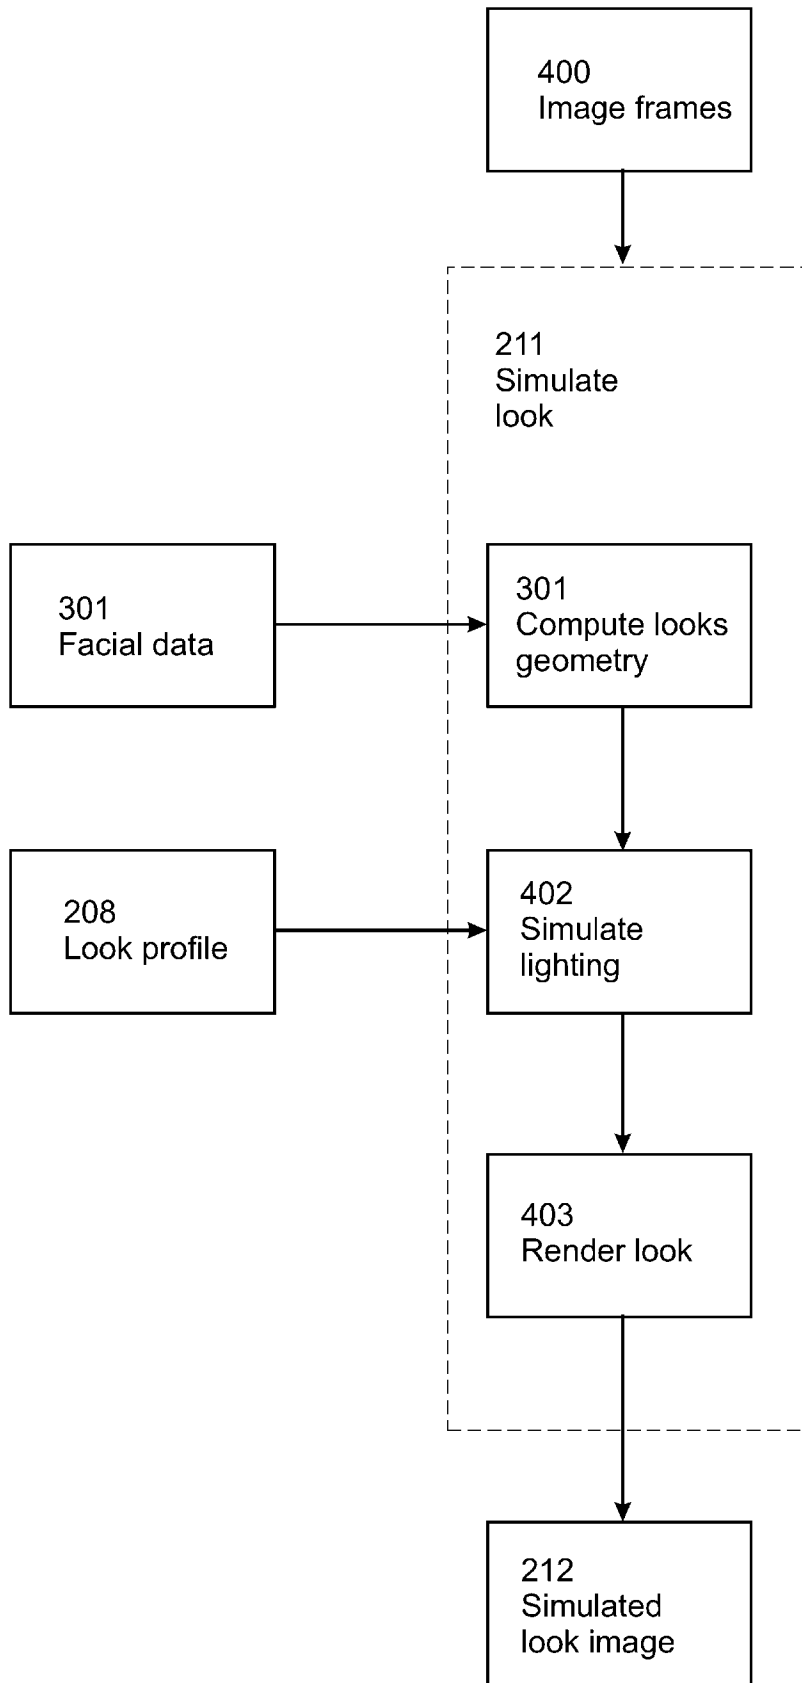 400
Image frames
211
Simulate
look
301
Facial data
301
Compute looks
geometry
208
Look profile
402
Simulate
lighting
403
Render look
212
Simulated
look image